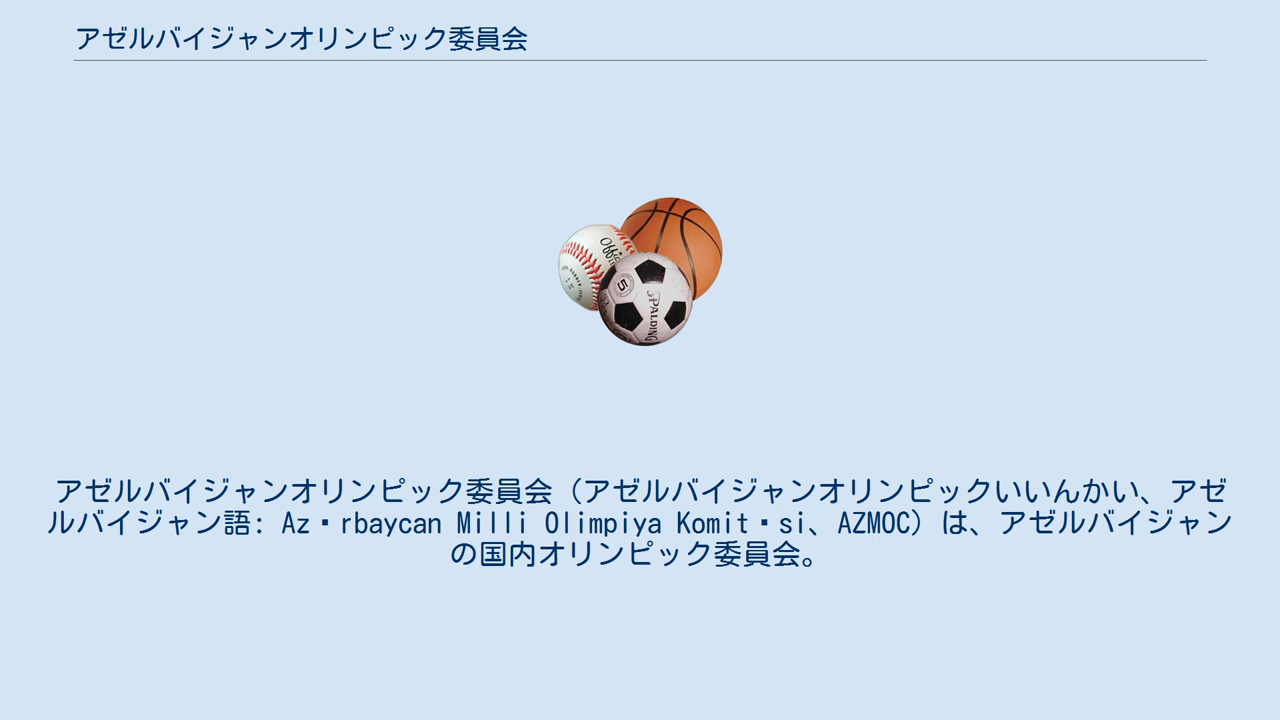 アゼルバイジャンオリンピック委員会
Offici
5
SPALDING
アゼルバイジャンオリンピック委員会（アゼルバイジャンオリンピックいいんかい、アゼ
ルバイジャン語: Az▪rbaycan Milli Olimpiya Komit▪si、AZMOC）は、アゼルバイジャン
の国内オリンピック委員会。